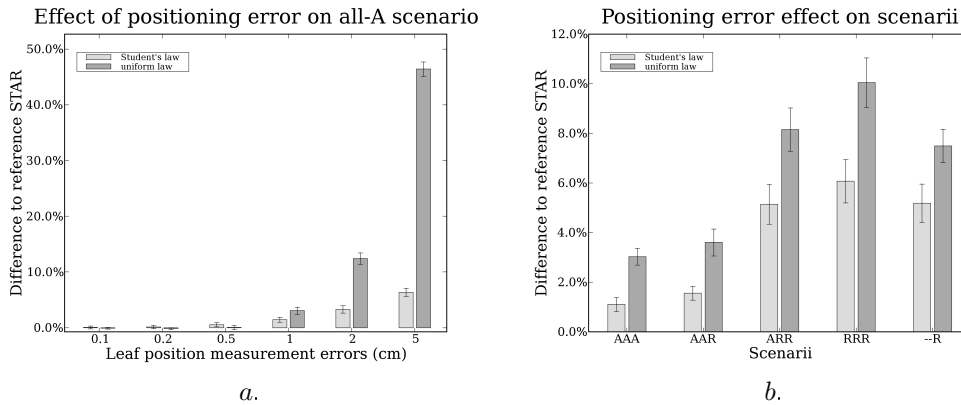 Effect of positioning error on all-A scenario
Difference to reference STAR
50.0%
40.0%
30.0%
20.0%
10.0%
0.0%
Student's law
uniform law
0.1 0.2 0.5 1 2 5
Leaf position measurement errors (cm)
a.
Positioning error effect on scenarii
Difference to reference STAR
12.0%
10.0%
8.0%
6.0%
4.0%
2.0%
0.0%
Student's law
uniform law
AAA AAR ARR RRR --R
Scenarii
b.